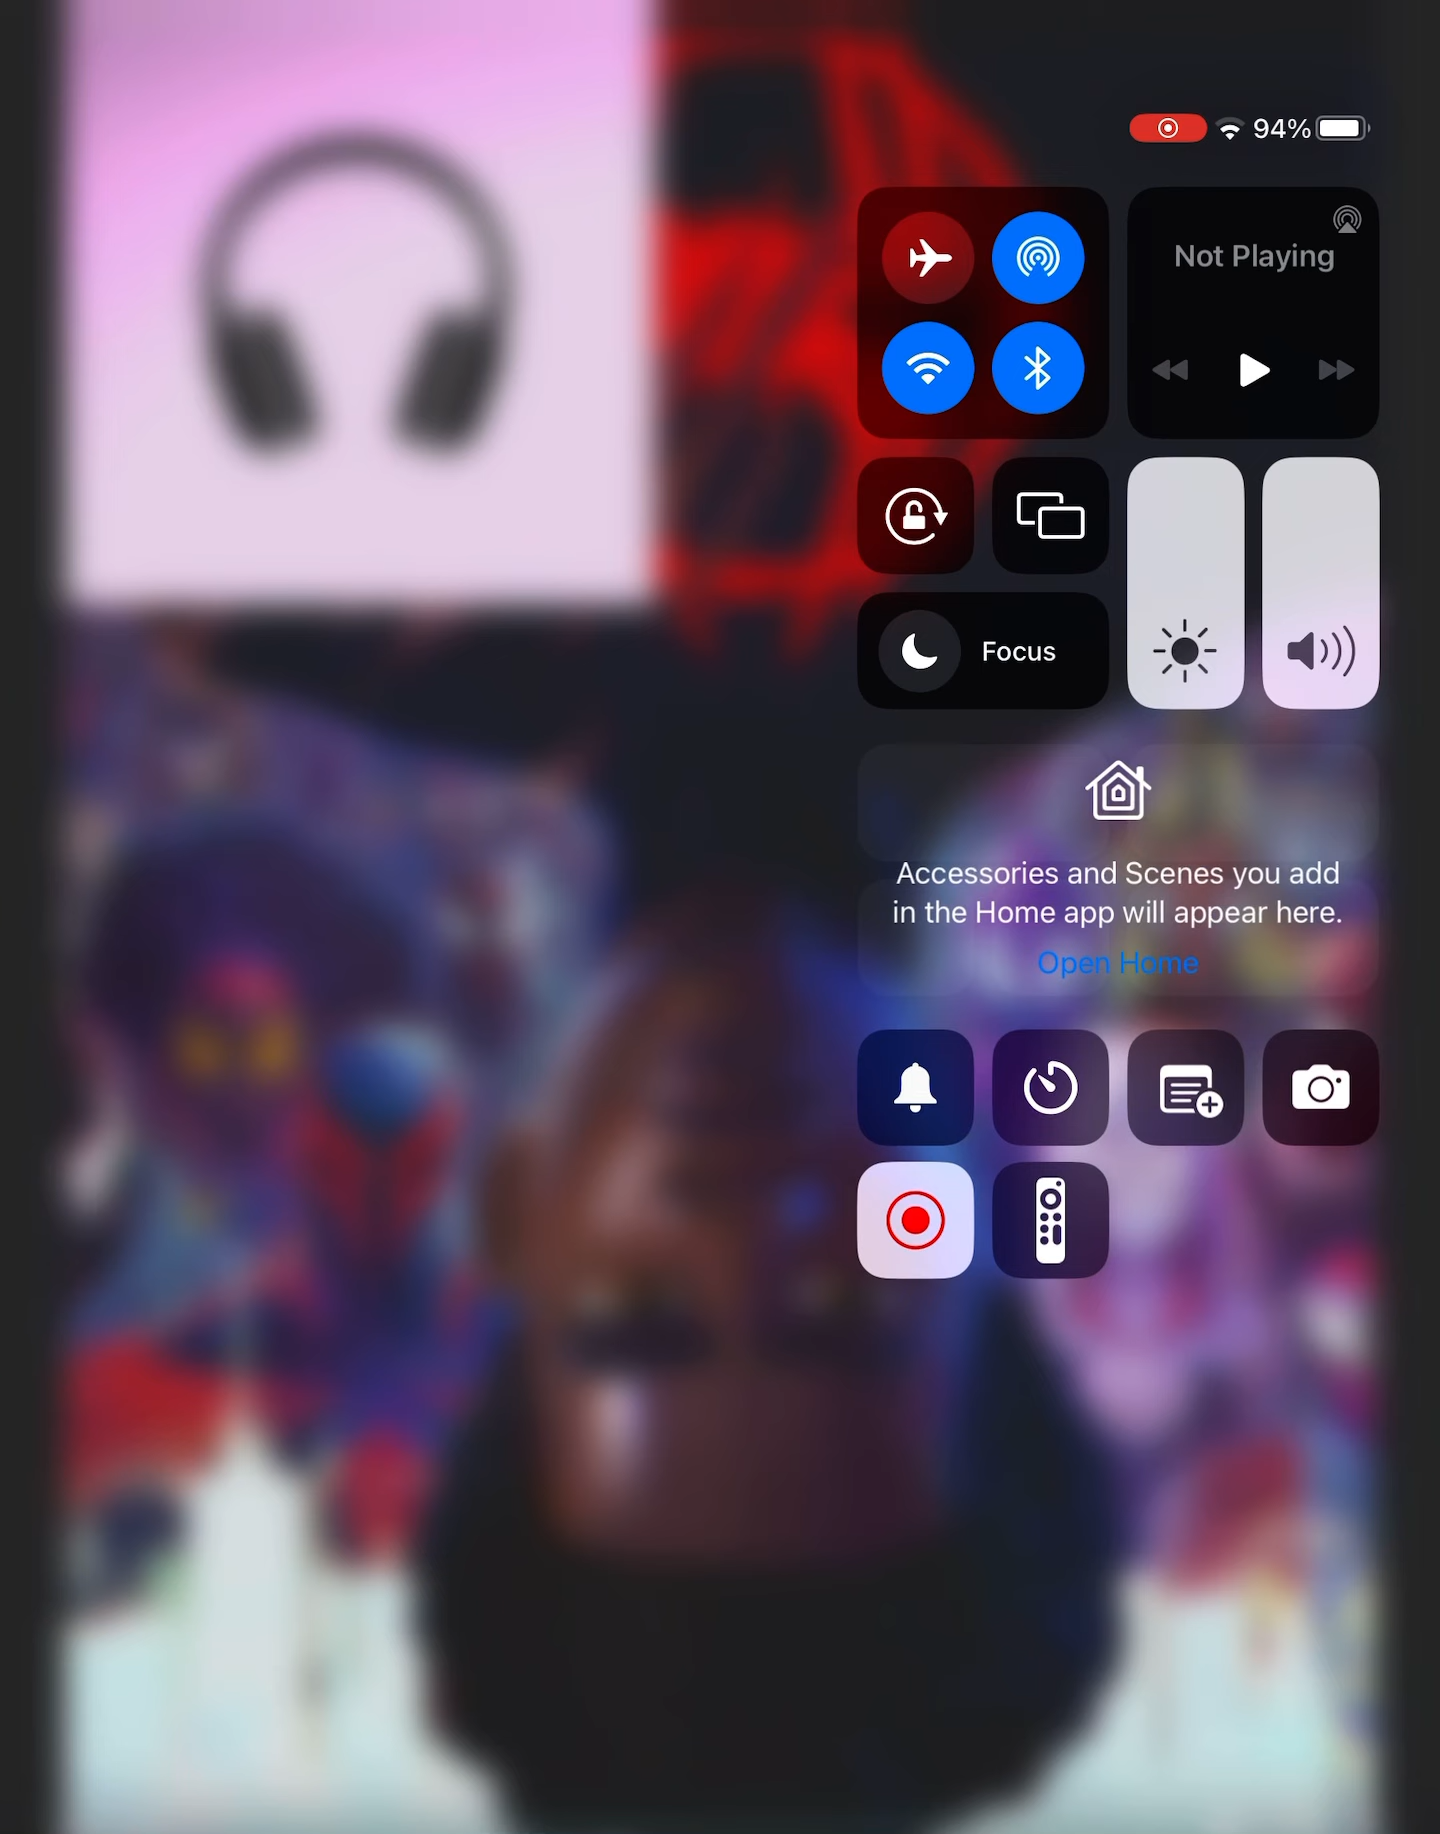 94%
Not Playing
Focus
Accessories and Scenes you add
in the Home app will appear here.
Open Home